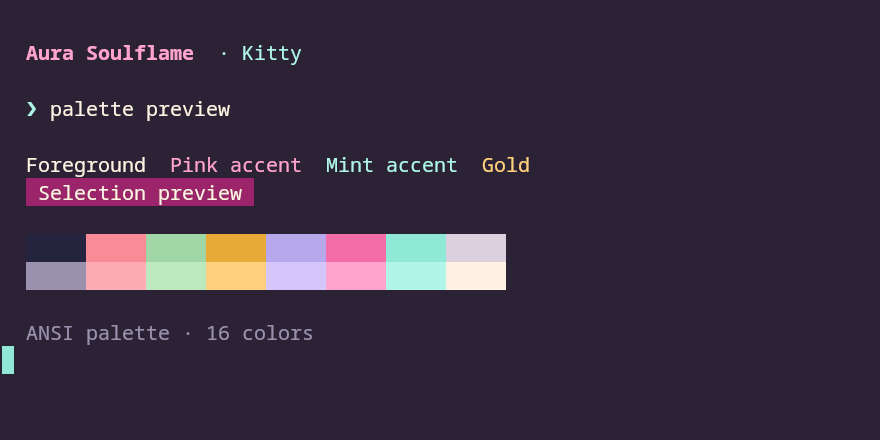 Aura Soulflame · Kitty
❯ palette preview
Foreground Pink accent Mint accent Gold
Selection preview
ANSI palette · 16 colors